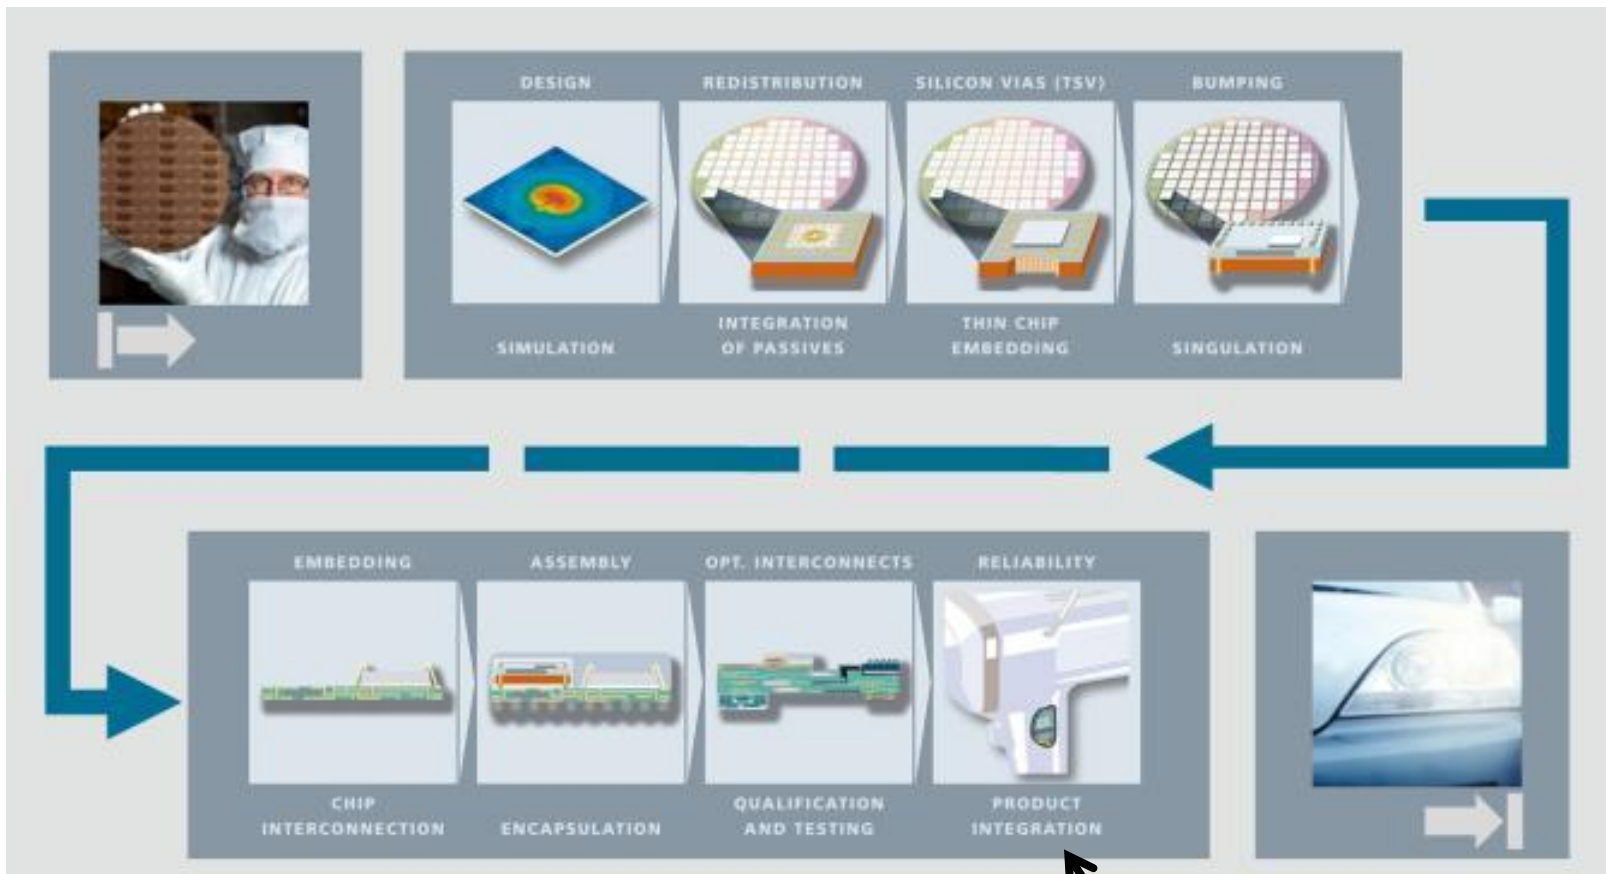 DESIGN
REDISTRIBUTION
SILICON VIAS (TSV)
BUMPING
SIMULATION
INTEGRATION
OF PASSIVES
THIN CHIP
EMBEDDING
SINGULATION
EMBEDDING
ASSEMBLY
OPT. INTERCONNECTS
RELIABILITY
CHIP
INTERCONNECTION
ENCAPSULATION
QUALIFICATION
AND TESTING
PRODUCT
INTEGRATION